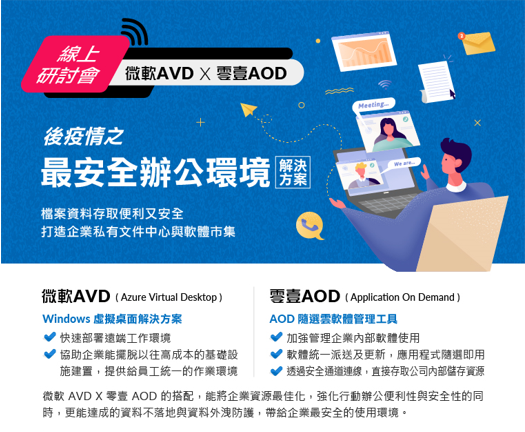 線上
研討會
微軟AVD X 零壹AOD
後疫情之
最安全辦公環境
解決
方案
檔案資料存取便利又安全
打造企業私有文件中心與軟體市集
Meeting...
We are...
微軟AVD ( Azure Virtual Desktop )
Windows 虛擬桌面解決方案
快速部署遠端工作環境
協助企業能擺脫以往高成本的基礎設
施建置，提供給員工統一的作業環境
零壹AOD ( Application On Demand )
AOD 隨選雲軟體管理工具
加強管理企業內部軟體使用
軟體統一派送及更新，應用程式隨選即用
透過安全通道連線，直接存取公司內部儲存資源
微軟 AVD X 零壹 AOD 的搭配，能將企業資源最佳化，強化行動辦公便利性與安全性的同
時，更能達成的資料不落地與資料外洩防護，帶給企業最安全的使用環境。